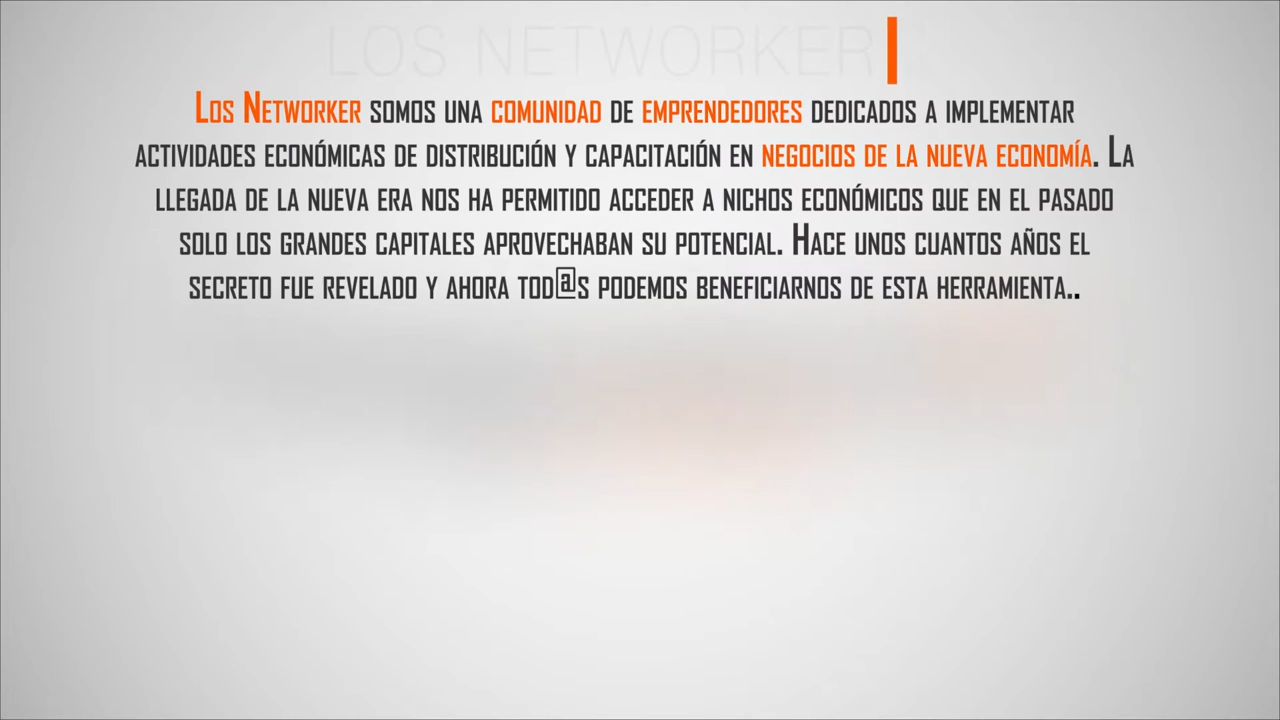 LOS NETWORKER
Los Networker somos una comunidad de emprendedores dedicados a implementar
actividades económicas de distribución y capacitación en negocios de la nueva economía. La
llegada de la nueva era nos ha permitido acceder a nichos económicos que en el pasado
solo los grandes capitales aprovechaban su potencial. Hace unos cuantos años el
secreto fue revelado y ahora tod@s podemos beneficiarnos de esta herramienta..